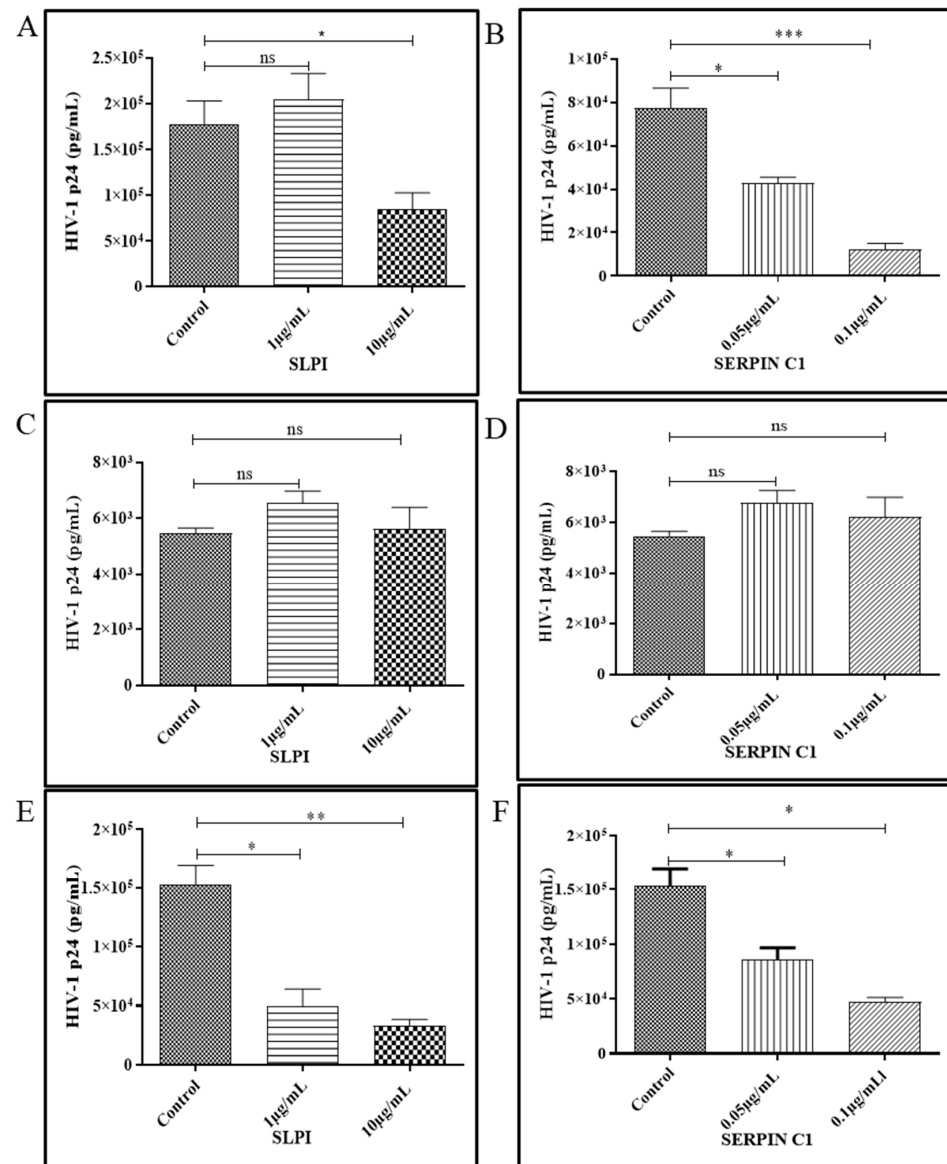 A
*
ns
HIV-1 p24 (pg/mL)
2.5×10⁵
2×10⁵
1.5×10⁵
1×10⁵
5×10⁴
0
Control
1µg/mL
10µg/mL
SLPI
B
***
*
HIV-1 p24 (pg/mL)
1×10⁵
8×10⁴
6×10⁴
4×10⁴
2×10⁴
0
Control
0.05µg/mL
0.1µg/mL
SERPIN C1
C
ns
ns
HIV-1 p24 (pg/mL)
8×10³
6×10³
4×10³
2×10³
0
Control
1µg/mL
10µg/mL
SLPI
D
ns
ns
HIV-1 p24 (pg/mL)
8×10³
6×10³
4×10³
2×10³
0
Control
0.05µg/mL
0.1µg/mL
SERPIN C1
E
**
*
HIV-1 p24 (pg/mL)
2×10⁵
1.5×10⁵
1×10⁵
5×10⁴
0
Control
1µg/mL
10µg/mL
SLPI
F
*
*
HIV-1 p24 (pg/mL)
2×10⁵
1.5×10⁵
1×10⁵
5×10⁴
0
Control
0.05µg/mL
0.1µg/mL1
SERPIN C1